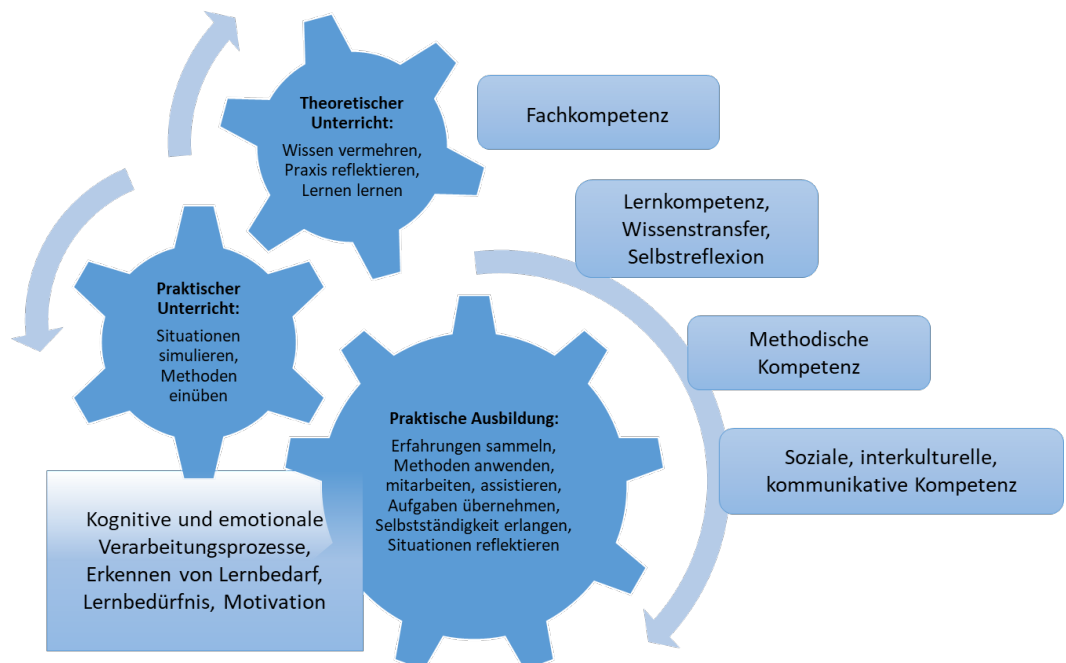 Theoretischer
Unterricht:
Wissen vermehren,
Praxis reflektieren,
Lernen lernen
Fachkompetenz
Lernkompetenz,
Wissenstransfer,
Selbstreflexion
Praktischer
Unterricht:
Situationen
simulieren,
Methoden
einüben
Methodische
Kompetenz
Praktische Ausbildung:
Erfahrungen sammeln,
Methoden anwenden,
mitarbeiten, assistieren,
Aufgaben übernehmen,
Selbstständigkeit erlangen,
Situationen reflektieren
Soziale, interkulturelle,
kommunikative Kompetenz
Kognitive und emotionale
Verarbeitungsprozesse,
Erkennen von Lernbedarf,
Lernbedürfnis, Motivation